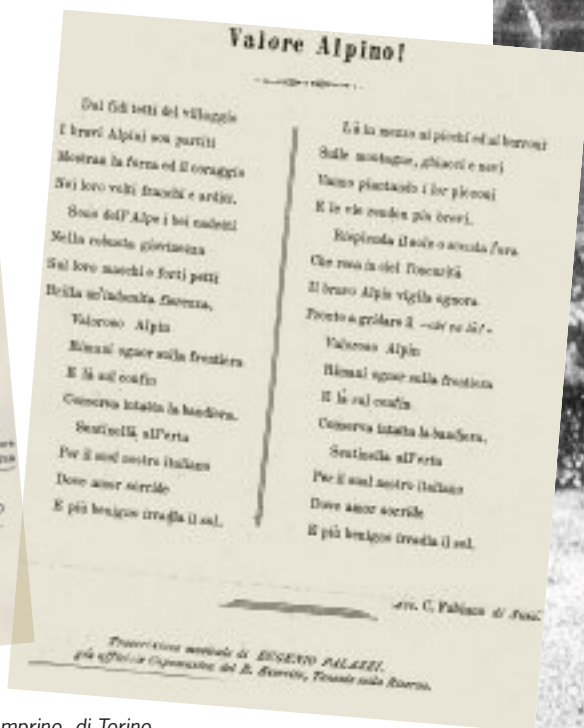 Valore Alpino!
Dai fidi tetti del villaggio
I bravi Alpini son partiti
Mostran la forza ed il coraggio
Nei loro volti franchi e arditi.
Sono dell'Alpe i bei cadetti
Nella robusta giovinezza
Sui loro maschi e forti petti
Brilla un'indomita fierezza.
Valoroso Alpin
Rimani ognor sulla frontiera
E là sul confin
Conserva intatta la bandiera.
Sentinella all'erta
Per il suol nostro italiano
Dove amor sorride
E più benigno irradia il sol.
Là in mezzo ai picchi ed ai burroni
Sulle montagne, ghiacci e nevi
Vanno piantando i lor picconi
E le vie rendon più brevi.
Risplenda il sole o scenda l'ora
Che reca in ciel l'oscurità
Il bravo Alpin vigila ognora
Pronto a gridare il -chi va là!-
Valoroso Alpin
Rimani ognor sulla frontiera
E là sul confin
Conserva intatta la bandiera.
Sentinella all'erta
Per il suol nostro italiano
Dove amor sorride
E più benigno irradia il sol.
C. Fabiano di
Trascrizione musicale di EUGENIO PALAZZI,
già ufficiale Capomusica del R. Esercito, Tenente nella Riserva.
di Torino